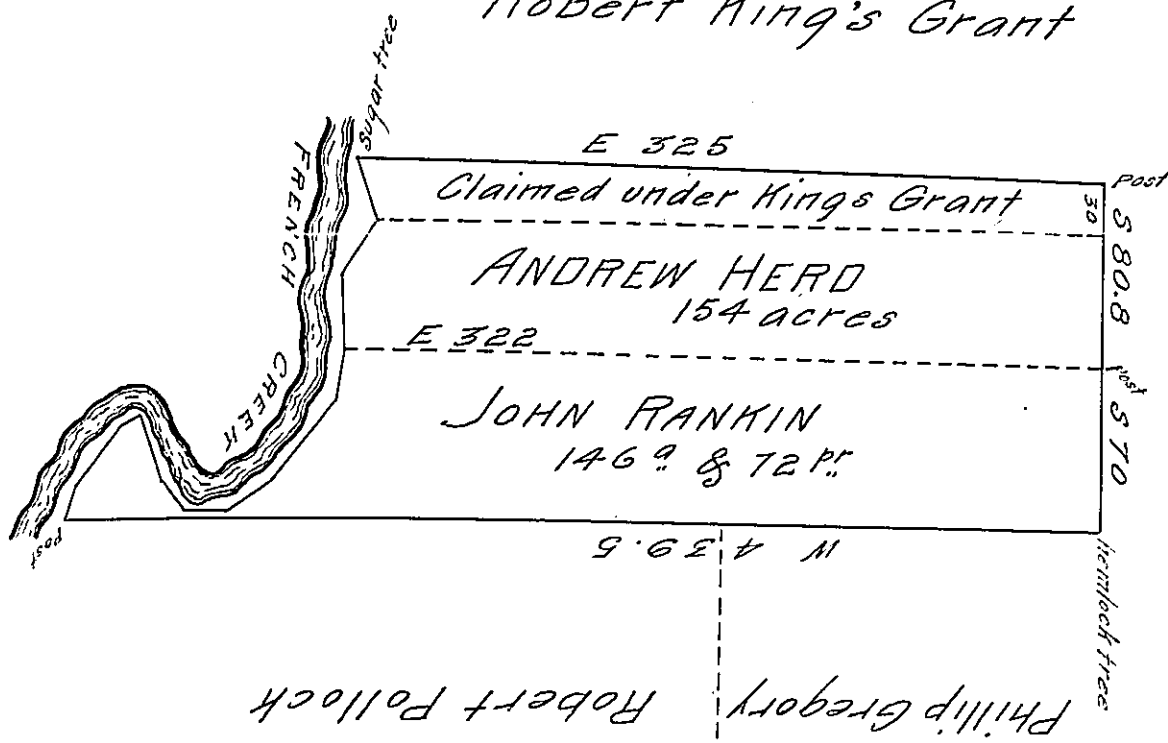 Robert King's Grant
sugar tree
E 325
Post
Claimed under Kings Grant
30
S 80.8
FRENCH CREEK
ANDREW HERD
154 acres
E 322
post
S 70
JOHN RANKIN
146 a & 72 pr.
W 439.5
post
hemlock tree
Phillip Gregory
Robert Pollock